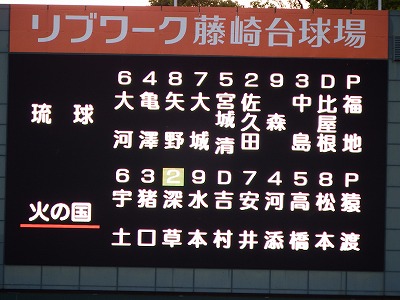 リブワーク藤崎台球場
6 4 8 7 5 2 9 3 D P
琉球 大河 亀澤 矢野 大城 宮城清 佐久田 森 中島 比屋根 福地
6 3 2 9 D 7 4 5 8 P
火の国 宇土 猪口 深草 水本 吉村 安井 河添 高橋 松本 猿渡